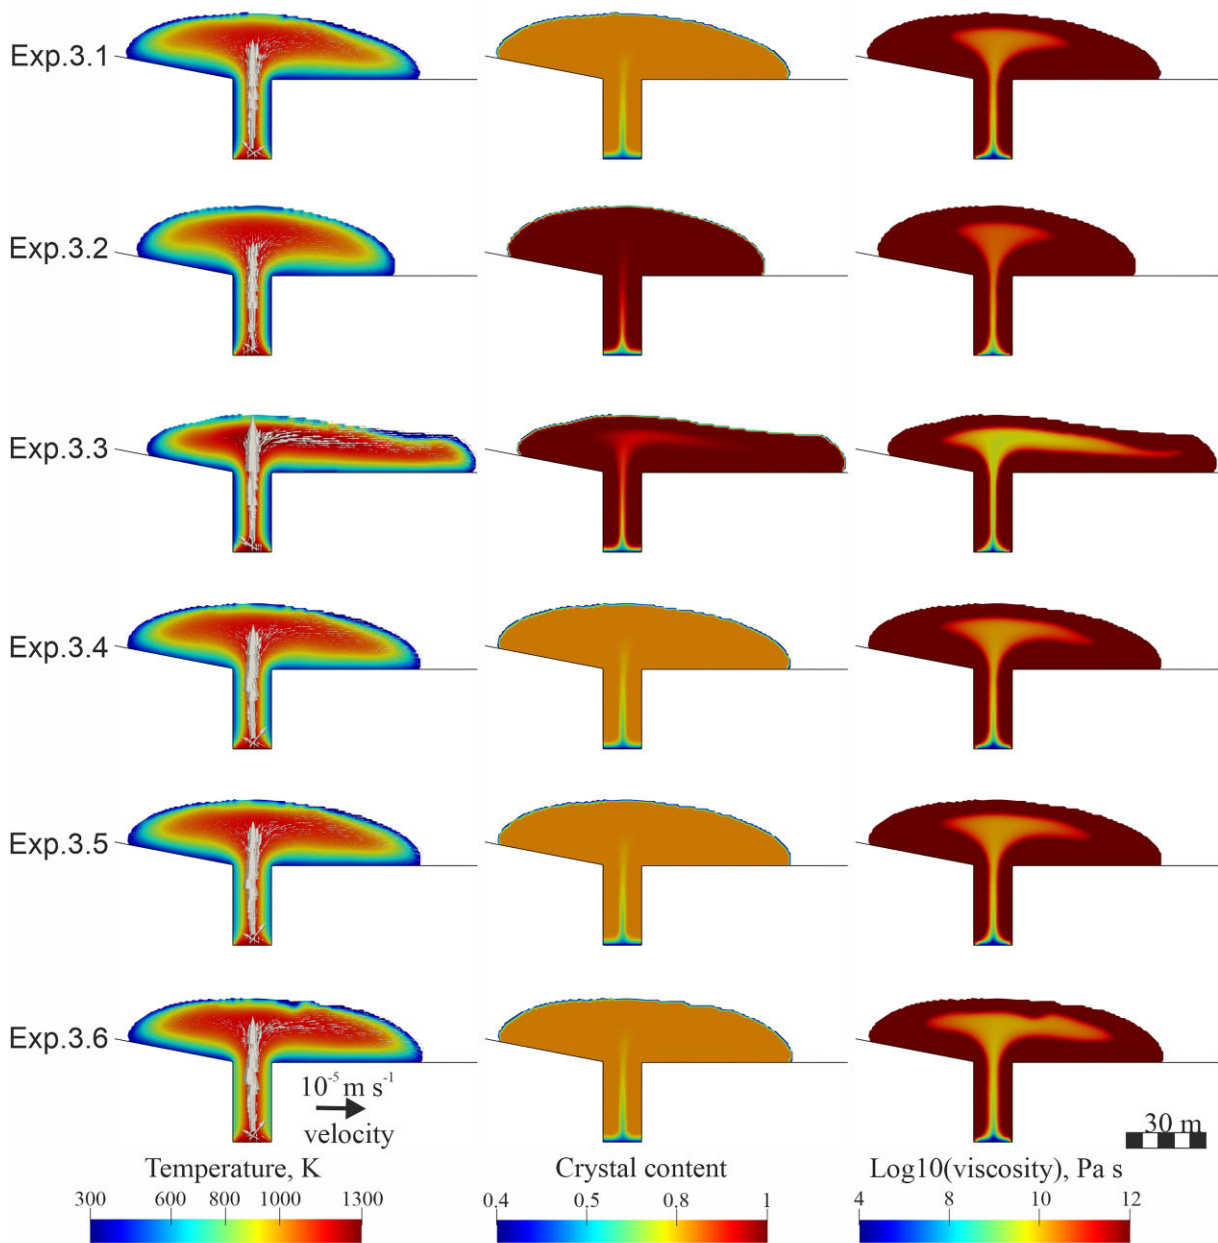 Exp.3.1
Exp.3.2
Exp.3.3
Exp.3.4
Exp.3.5
Exp.3.6
10⁻⁵ m s⁻¹
velocity
30 m
Temperature, K
300 600 800 1000 1300
Crystal content
0.4 0.5 0.8 1
Log10(viscosity), Pa s
4 8 10 12